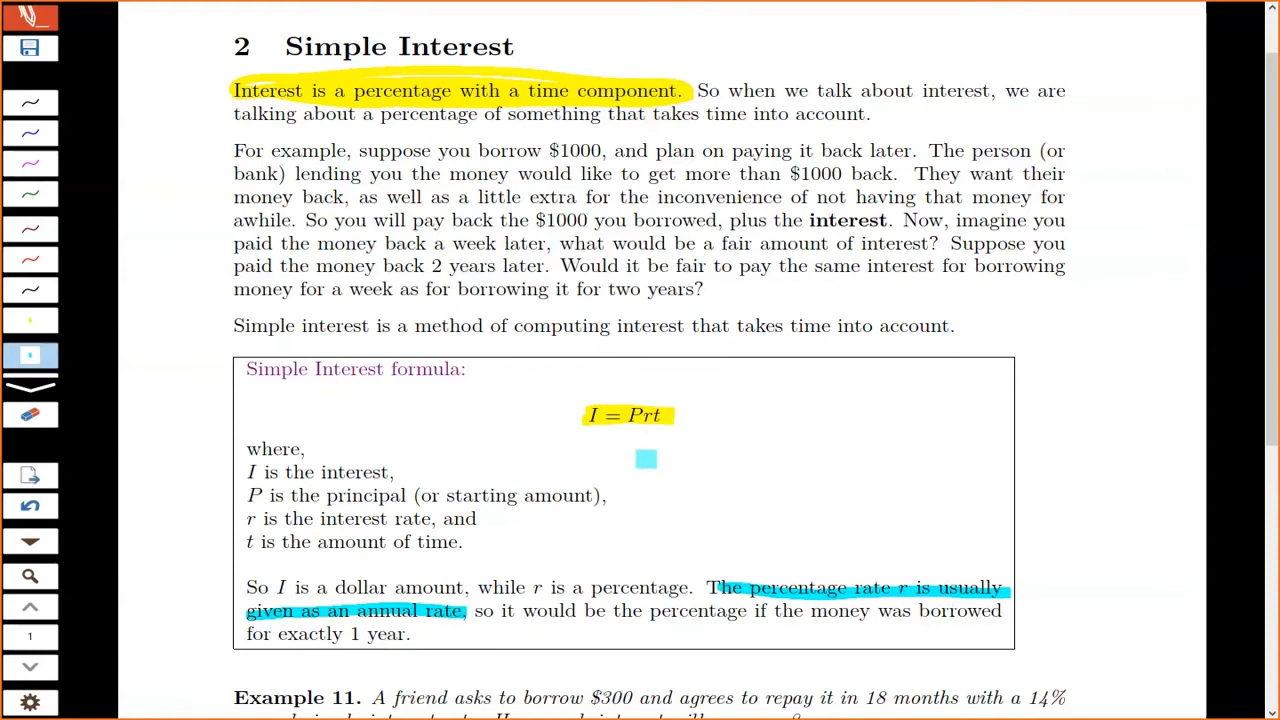 2 Simple Interest
Interest is a percentage with a time component. So when we talk about interest, we are
talking about a percentage of something that takes time into account.
For example, suppose you borrow $1000, and plan on paying it back later. The person (or
bank) lending you the money would like to get more than $1000 back. They want their
money back, as well as a little extra for the inconvenience of not having that money for
awhile. So you will pay back the $1000 you borrowed, plus the interest. Now, imagine you
paid the money back a week later, what would be a fair amount of interest? Suppose you
paid the money back 2 years later. Would it be fair to pay the same interest for borrowing
money for a week as for borrowing it for two years?
Simple interest is a method of computing interest that takes time into account.
Simple Interest formula:
I = Prt
where,
I is the interest,
P is the principal (or starting amount),
r is the interest rate, and
t is the amount of time.
So I is a dollar amount, while r is a percentage. The percentage rate r is usually
given as an annual rate, so it would be the percentage if the money was borrowed
for exactly 1 year.
1
Example 11. A friend asks to borrow $300 and agrees to repay it in 18 months with a 14%